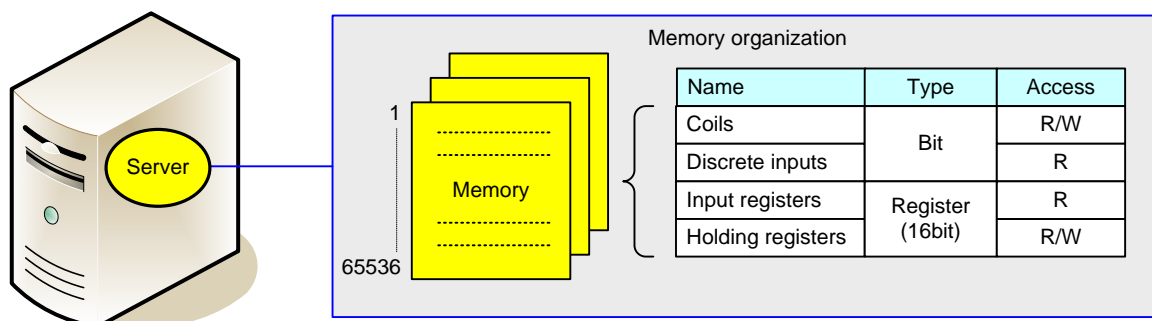 Memory organization
Server
1
65536
Memory
Name Type Access
Coils Bit R/W
Discrete inputs R
Input registers Register (16bit) R
Holding registers R/W